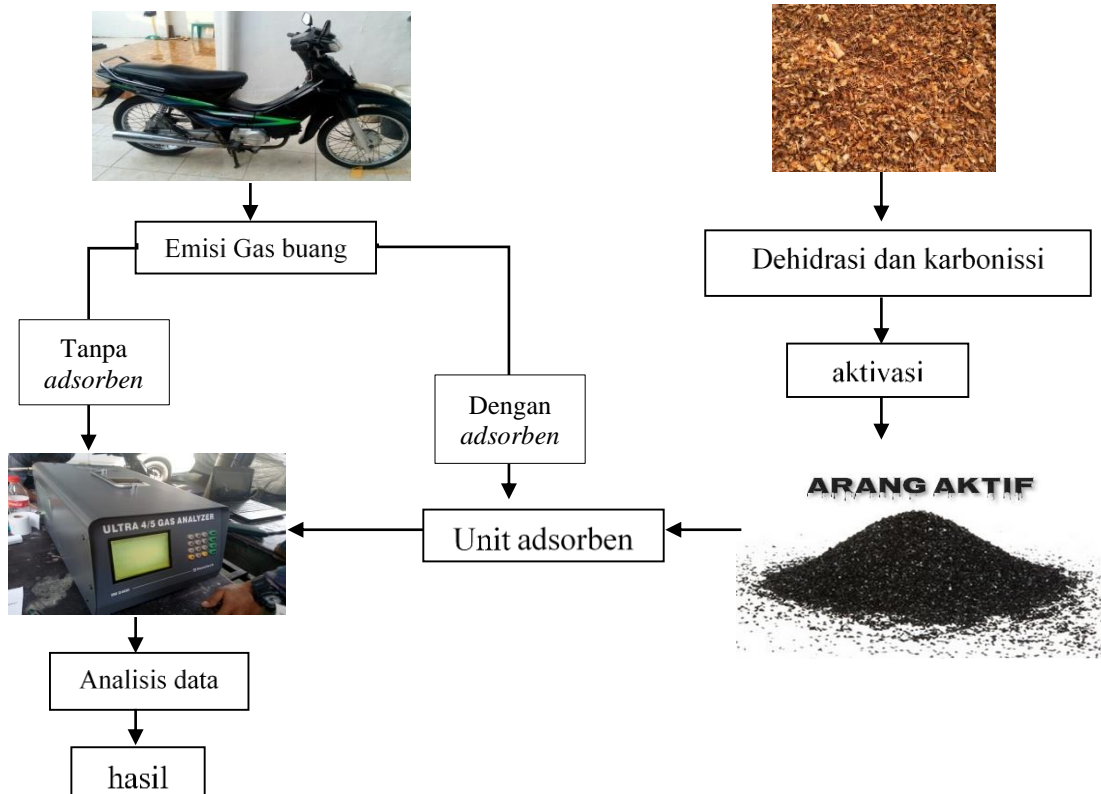 Emisi Gas buang
Dehidrasi dan karbonissi
Tanpa
adsorben
aktivasi
Dengan
adsorben
ARANG AKTIF
ULTRA 4/5 GAS ANALYZER
Unit adsorben
Analisis data
hasil